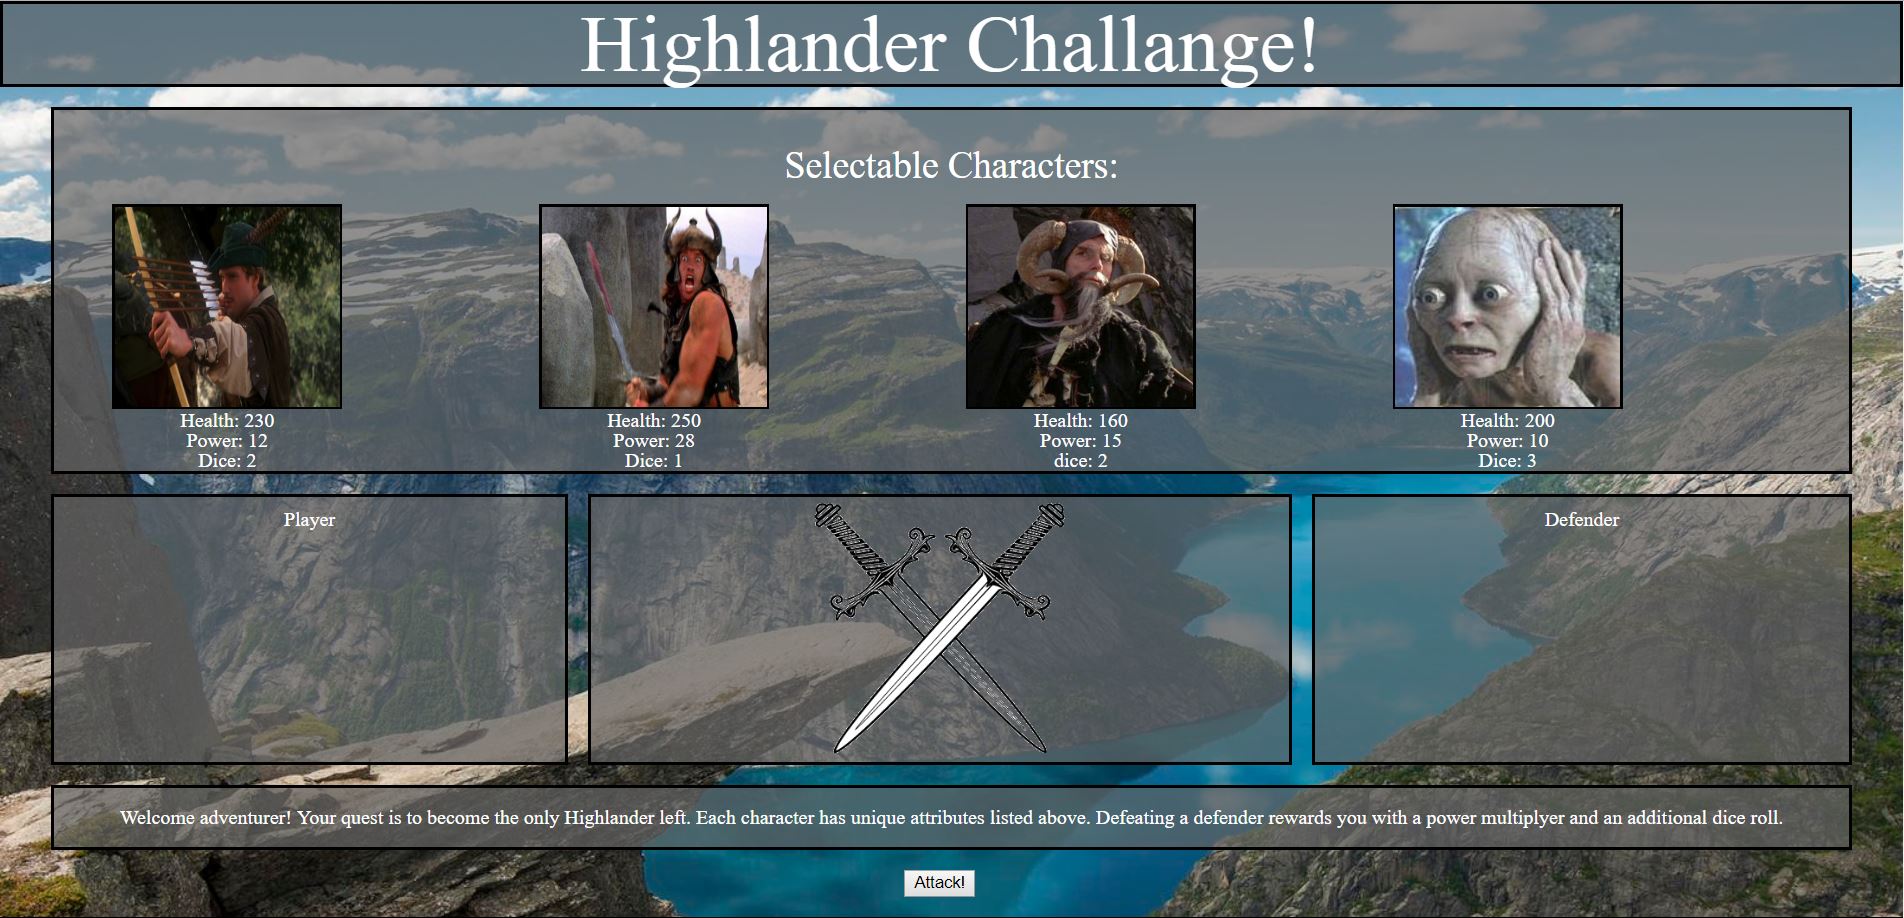 Highlander Challange!
Selectable Characters:
Health: 230
Power: 12
Dice: 2
Health: 250
Power: 28
Dice: 1
Health: 160
Power: 15
dice: 2
Health: 200
Power: 10
Dice: 3
Player
Defender
Welcome adventurer! Your quest is to become the only Highlander left. Each character has unique attributes listed above. Defeating a defender rewards you with a power multiplyer and an additional dice roll.
Attack!